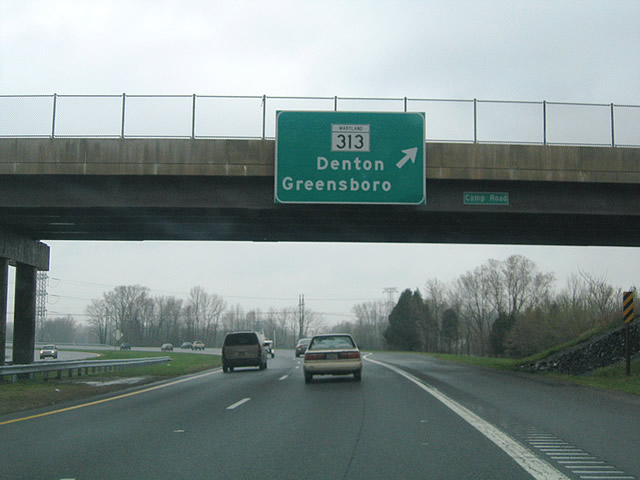 MARYLAND
313
Denton
Greensboro
Camp Road